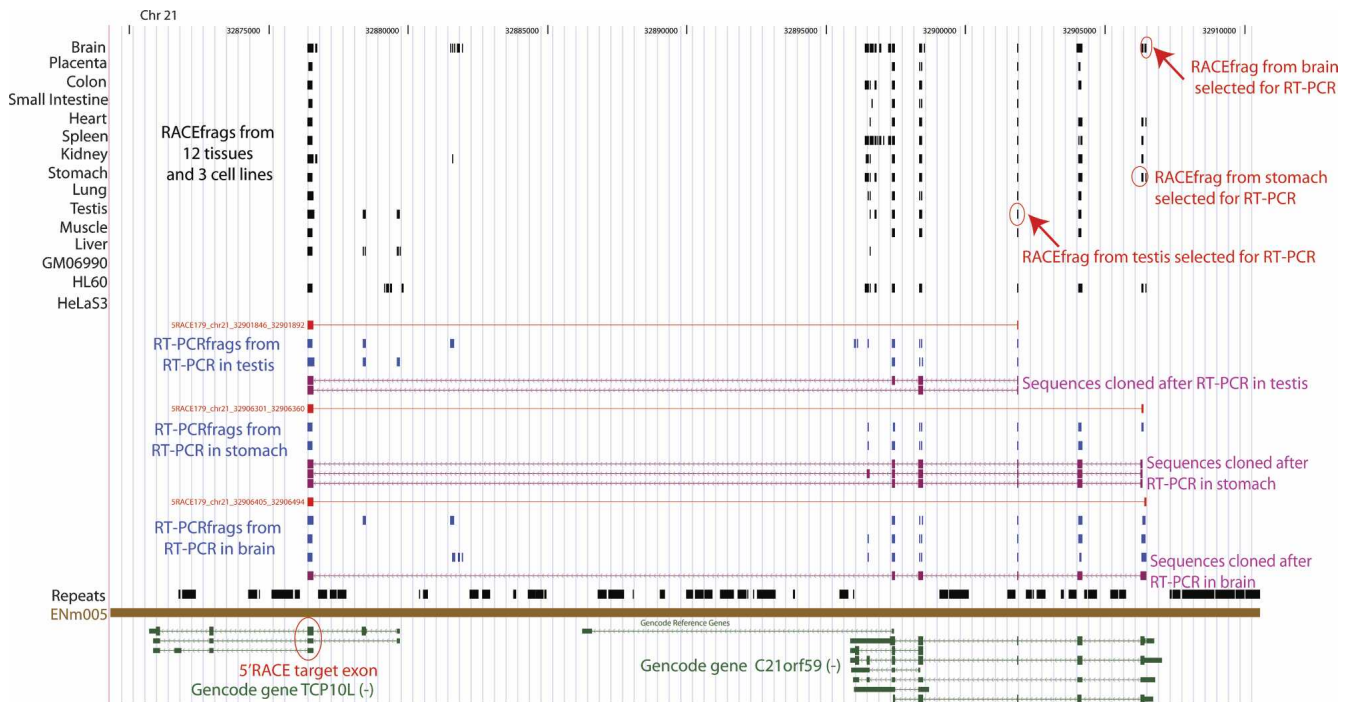 Chr 21
32875000 32880000 32885000 32890000 32895000 32900000 32905000 32910000
Brain
Placenta
Colon
Small Intestine
Heart
Spleen
Kidney
Stomach
Lung
Testis
Muscle
Liver
GM06990
HL60
HeLaS3
RACEfrags from
12 tissues
and 3 cell lines
RACEfrag from brain
selected for RT-PCR
RACEfrag from stomach
selected for RT-PCR
RACEfrag from testis selected for RT-PCR
5RACE179_chr21_32901846_32901892
RT-PCRfrags from
RT-PCR in testis
Sequences cloned after RT-PCR in testis
5RACE179_chr21_32906301_32906360
RT-PCRfrags from
RT-PCR in stomach
Sequences cloned after
RT-PCR in stomach
5RACE179_chr21_32906405_32906494
RT-PCRfrags from
RT-PCR in brain
Sequences cloned after
RT-PCR in brain
Repeats
ENm005
Gencode Reference Genes
5'RACE target exon
Gencode gene TCP10L (-)
Gencode gene C21orf59 (-)